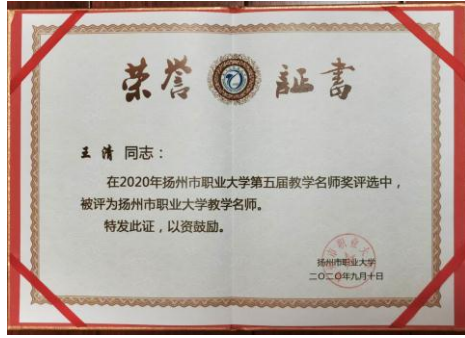 荣誉證書
王清 同志：
在2020年扬州市职业大学第五届教学名师奖评选中，
被评为扬州市职业大学教学名师。
特发此证，以资鼓励。
扬州市职业大学
二〇二〇年九月十日